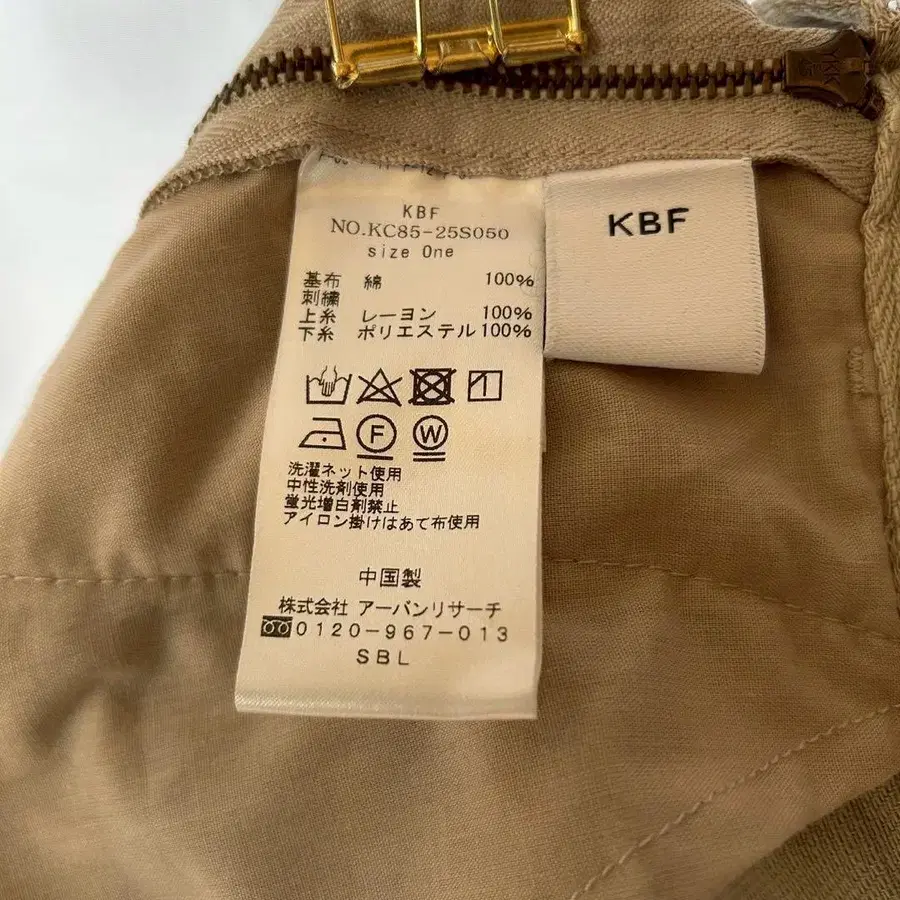 KBF
NO.KC85-25S050
size One
基布 綿 100%
刺繍
上糸 レーヨン 100%
下糸 ポリエステル 100%
F
W
洗濯ネット使用
中性洗剤使用
蛍光増白剤禁止
アイロン掛けはあて布使用
中国製
株式会社 アーバンリサーチ
0120-967-013
SBL
KBF